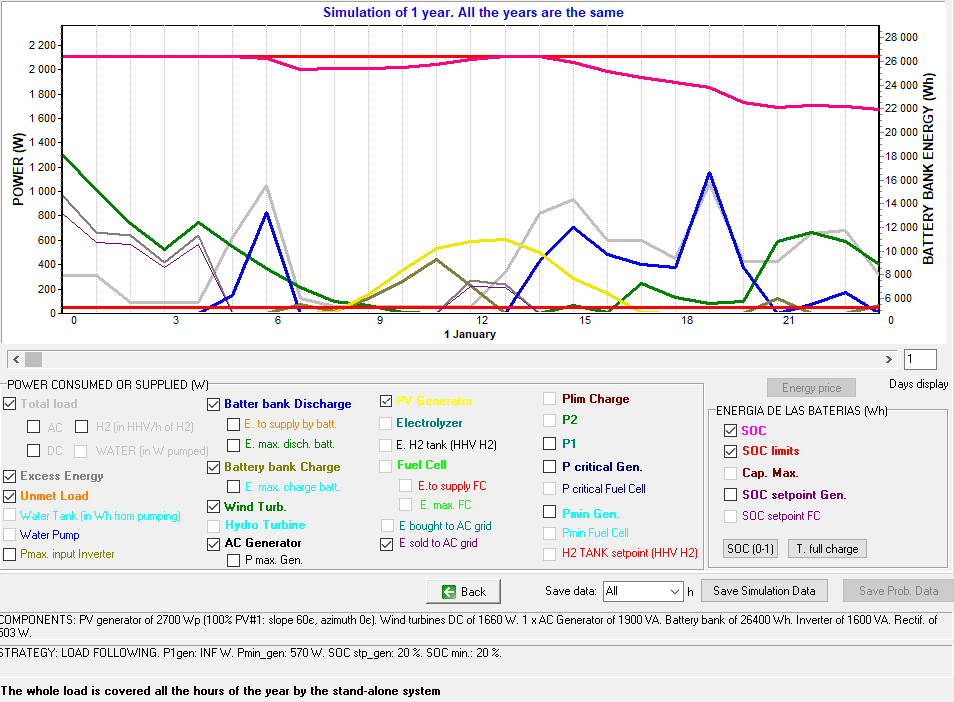 Simulation of 1 year. All the years are the same
POWER (W)
2 200
2 000
1 800
1 600
1 400
1 200
1 000
800
600
400
200
0
28 000
26 000
24 000
22 000
20 000
18 000
16 000
14 000
12 000
10 000
8 000
6 000
BATTERY BANK ENERGY (Wh)
0 3 6 9 12 15 18 21 0
1 January
1
Days display
Energy price
POWER CONSUMED OR SUPPLIED (W)
Total load
AC
H2 (in HHV/h of H2)
DC
WATER (in W pumped)
Excess Energy
Unmet Load
Water Tank (in Wh from pumping)
Water Pump
Pmax. input Inverter
Batter bank Discharge
E. to supply by batt.
E. max. disch. batt.
Battery bank Charge
E. max. charge batt.
Wind Turb.
Hydro Turbine
AC Generator
P max. Gen.
PV Generator
Electrolyzer
E. H2 tank (HHV H2)
Fuel Cell
E.to supply FC
E. max. FC
E bought to AC grid
E sold to AC grid
Plim Charge
P2
P1
P critical Gen.
P critical Fuel Cell
Pmin Gen.
Pmin Fuel Cell
H2 TANK setpoint (HHV H2)
ENERGIA DE LAS BATERIAS (Wh)
SOC
SOC limits
Cap. Max.
SOC setpoint Gen.
SOC setpoint FC
SOC (0-1)
T. full charge
Back
Save data:
All
h
Save Simulation Data
Save Prob. Data
COMPONENTS: PV generator of 2700 Wp (100% PV#1: slope 60є, azimuth 0є). Wind turbines DC of 1660 W. 1 x AC Generator of 1900 VA. Battery bank of 26400 Wh. Inverter of 1600 VA. Rectif. of
503 W.
STRATEGY: LOAD FOLLOWING. P1gen: INF W. Pmin_gen: 570 W. SOC stp_gen: 20 %. SOC min.: 20 %.
The whole load is covered all the hours of the year by the stand-alone system